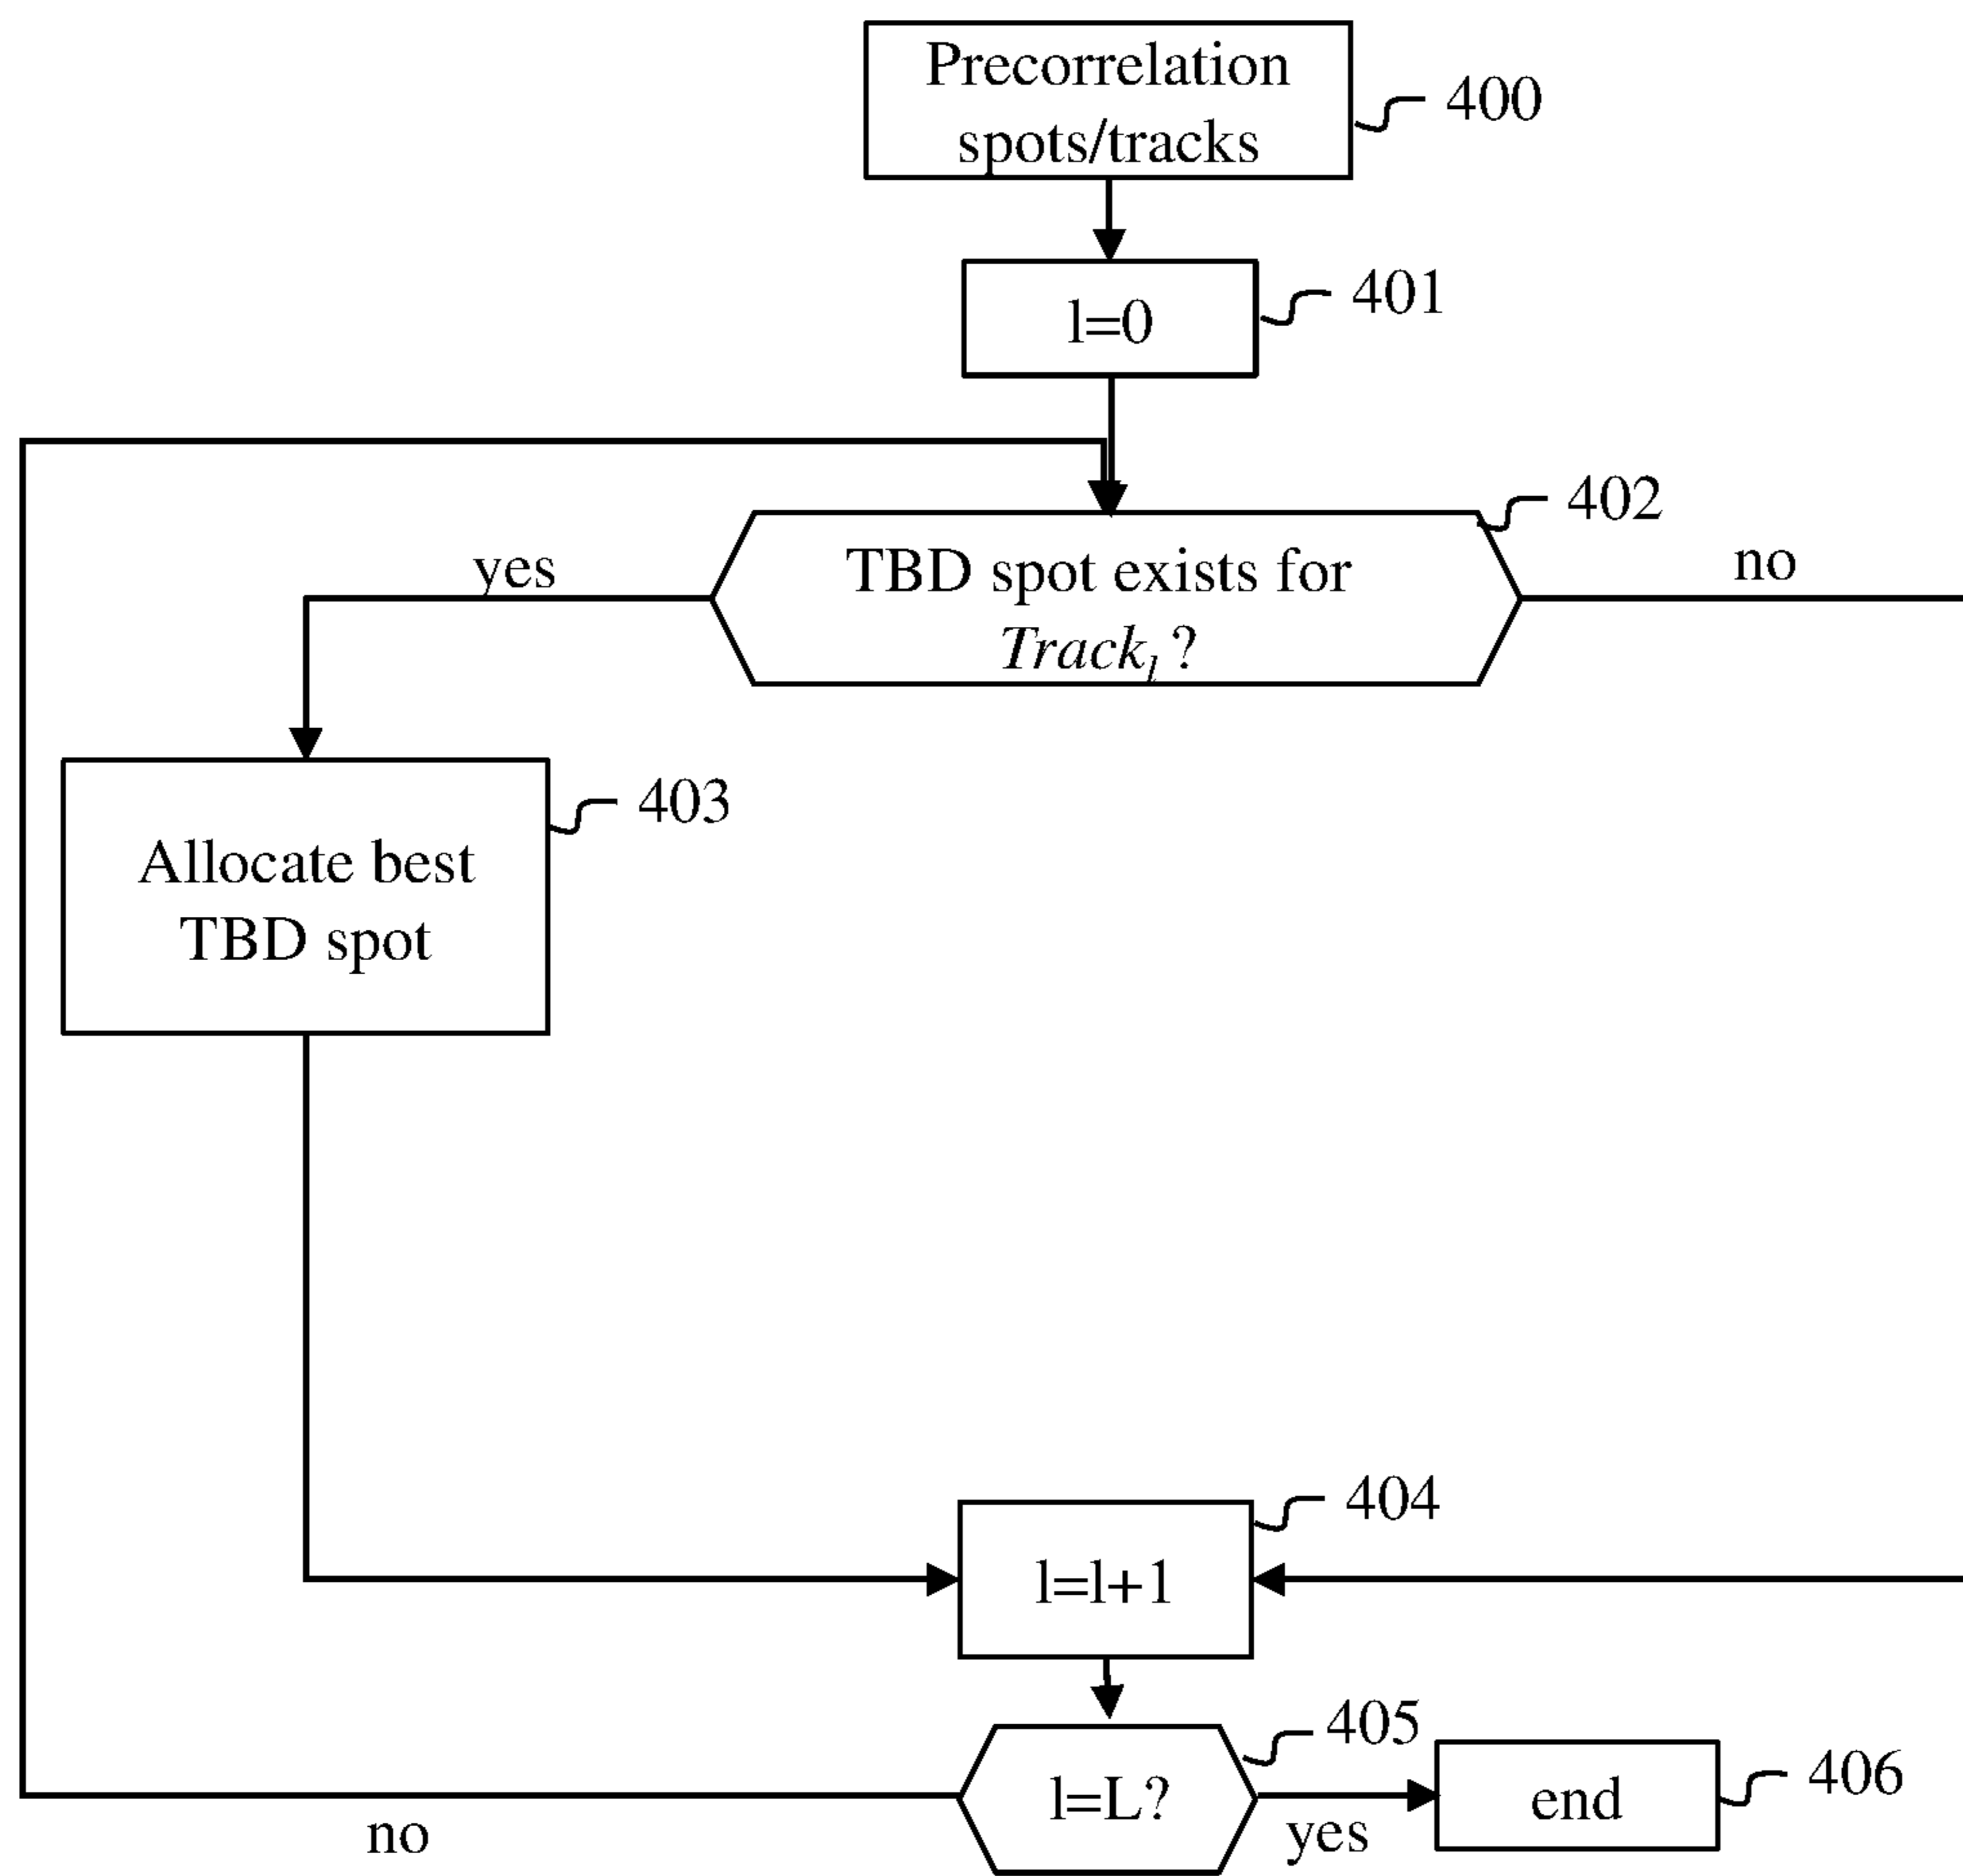 Precorrelation
spots/tracks
400
l=0
401
402
TBD spot exists for
Track_l ?
yes
no
403
Allocate best
TBD spot
404
l=l+1
405
l=L?
no
yes
end
406